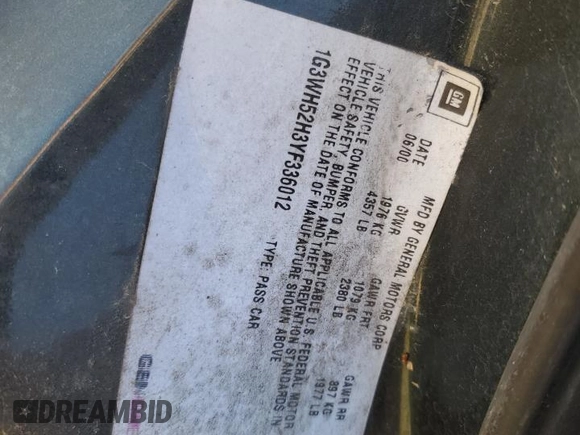 GM
MFD BY GENERAL MOTORS CORP
DATE GVWR GAWR FRT GAWR RR
06/00 1976 KG 1079 KG 897 KG
4357 LB 2380 LB 1977 LB
THIS VEHICLE CONFORMS TO ALL APPLICABLE U.S. FEDERAL MOTOR
VEHICLE SAFETY, BUMPER, AND THEFT PREVENTION STANDARDS IN
EFFECT ON THE DATE OF MANUFACTURE SHOWN ABOVE
1G3WH52H3YF336012 TYPE: PASS CAR
DREAMBID